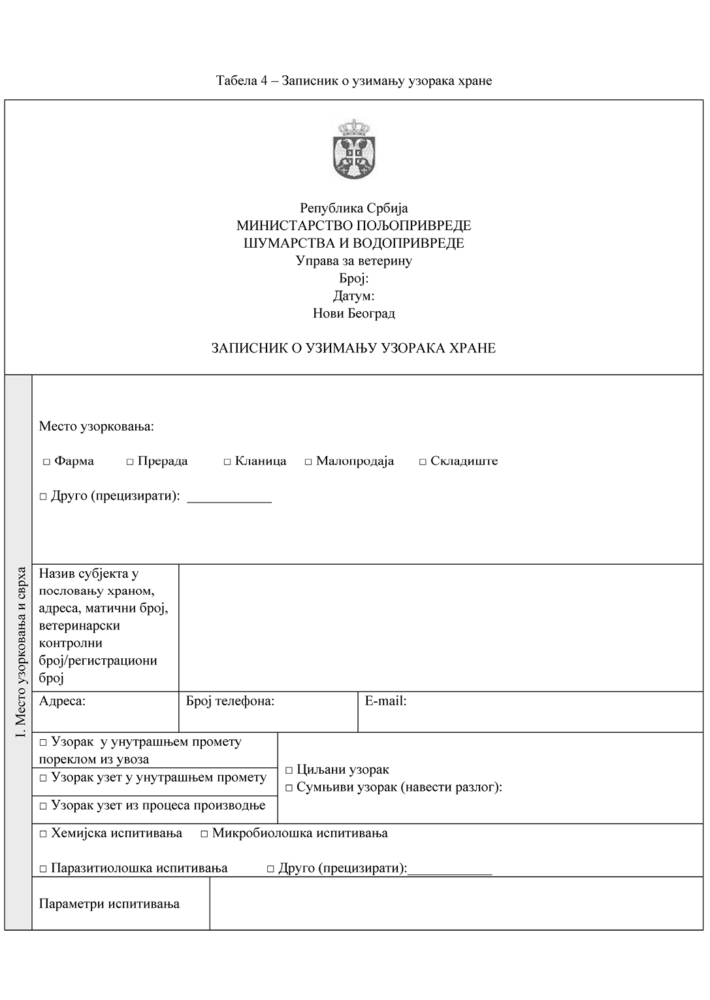 Табела 4 – Записник о узимању узорака хране
Република Србија
МИНИСТАРСТВО ПОЉОПРИВРЕДЕ
ШУМАРСТВА И ВОДОПРИВРЕДЕ
Управа за ветерину
Број:
Датум:
Нови Београд
ЗАПИСНИК О УЗИМАЊУ УЗОРАКА ХРАНЕ
I. Место узорковања и сврха
Место узорковања:
□ Фарма □ Прерада □ Кланица □ Малопродаја □ Складиште
□ Друго (прецизирати): ____________
Назив субјекта у
пословању храном,
адреса, матични број,
ветеринарски
контролни
број/регистрациони
број
Адреса: Број телефона: E-mail:
□ Узорак у унутрашњем промету
пореклом из увоза
□ Узорак узет у унутрашњем промету
□ Узорак узет из процеса производње
□ Циљани узорак
□ Сумњиви узорак (навести разлог):
□ Хемијска испитивања □ Микробиолошка испитивања
□ Паразитиолошка испитивања □ Друго (прецизирати):____________
Параметри испитивања